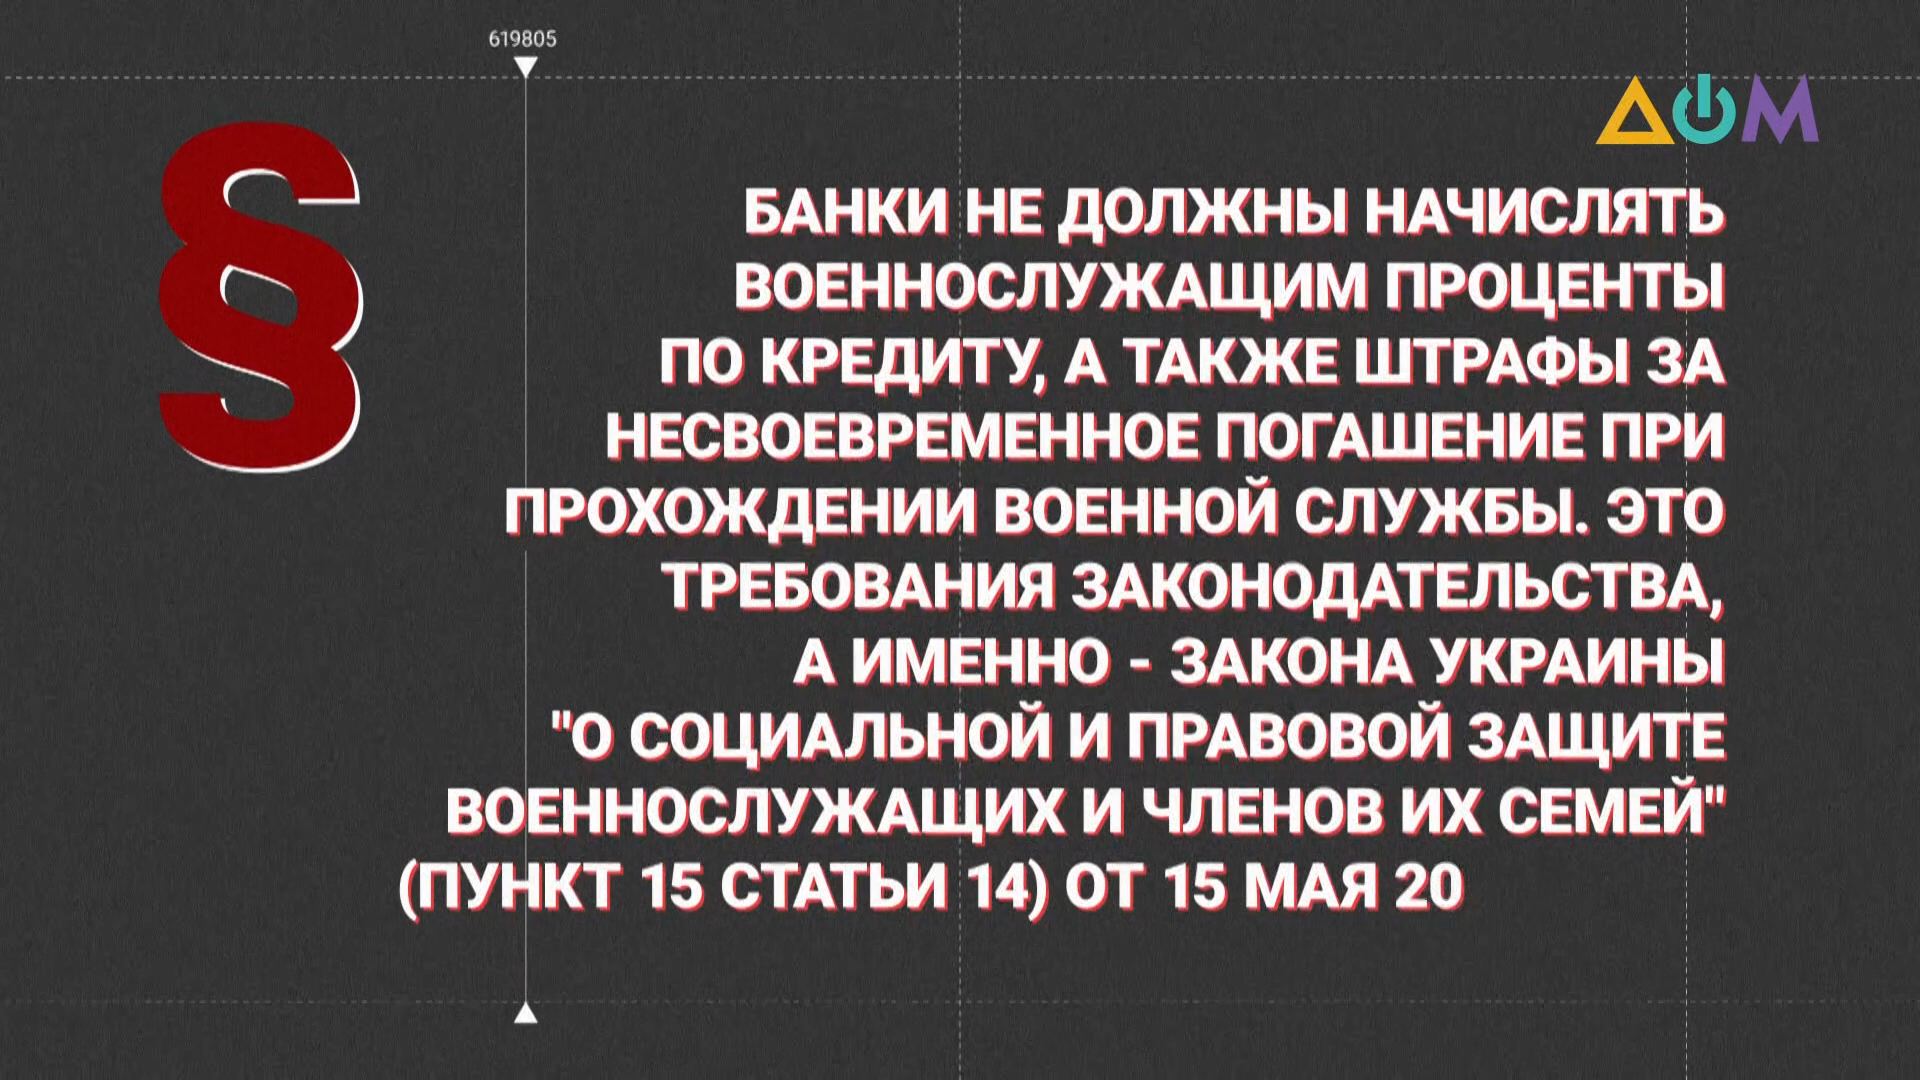 619805
ДОМ
§
БАНКИ НЕ ДОЛЖНЫ НАЧИСЛЯТЬ
ВОЕННОСЛУЖАЩИМ ПРОЦЕНТЫ
ПО КРЕДИТУ, А ТАКЖЕ ШТРАФЫ ЗА
НЕСВОЕВРЕМЕННОЕ ПОГАШЕНИЕ ПРИ
ПРОХОЖДЕНИИ ВОЕННОЙ СЛУЖБЫ. ЭТО
ТРЕБОВАНИЯ ЗАКОНОДАТЕЛЬСТВА,
А ИМЕННО - ЗАКОНА УКРАИНЫ
"О СОЦИАЛЬНОЙ И ПРАВОВОЙ ЗАЩИТЕ
ВОЕННОСЛУЖАЩИХ И ЧЛЕНОВ ИХ СЕМЕЙ"
(ПУНКТ 15 СТАТЬИ 14) ОТ 15 МАЯ 20